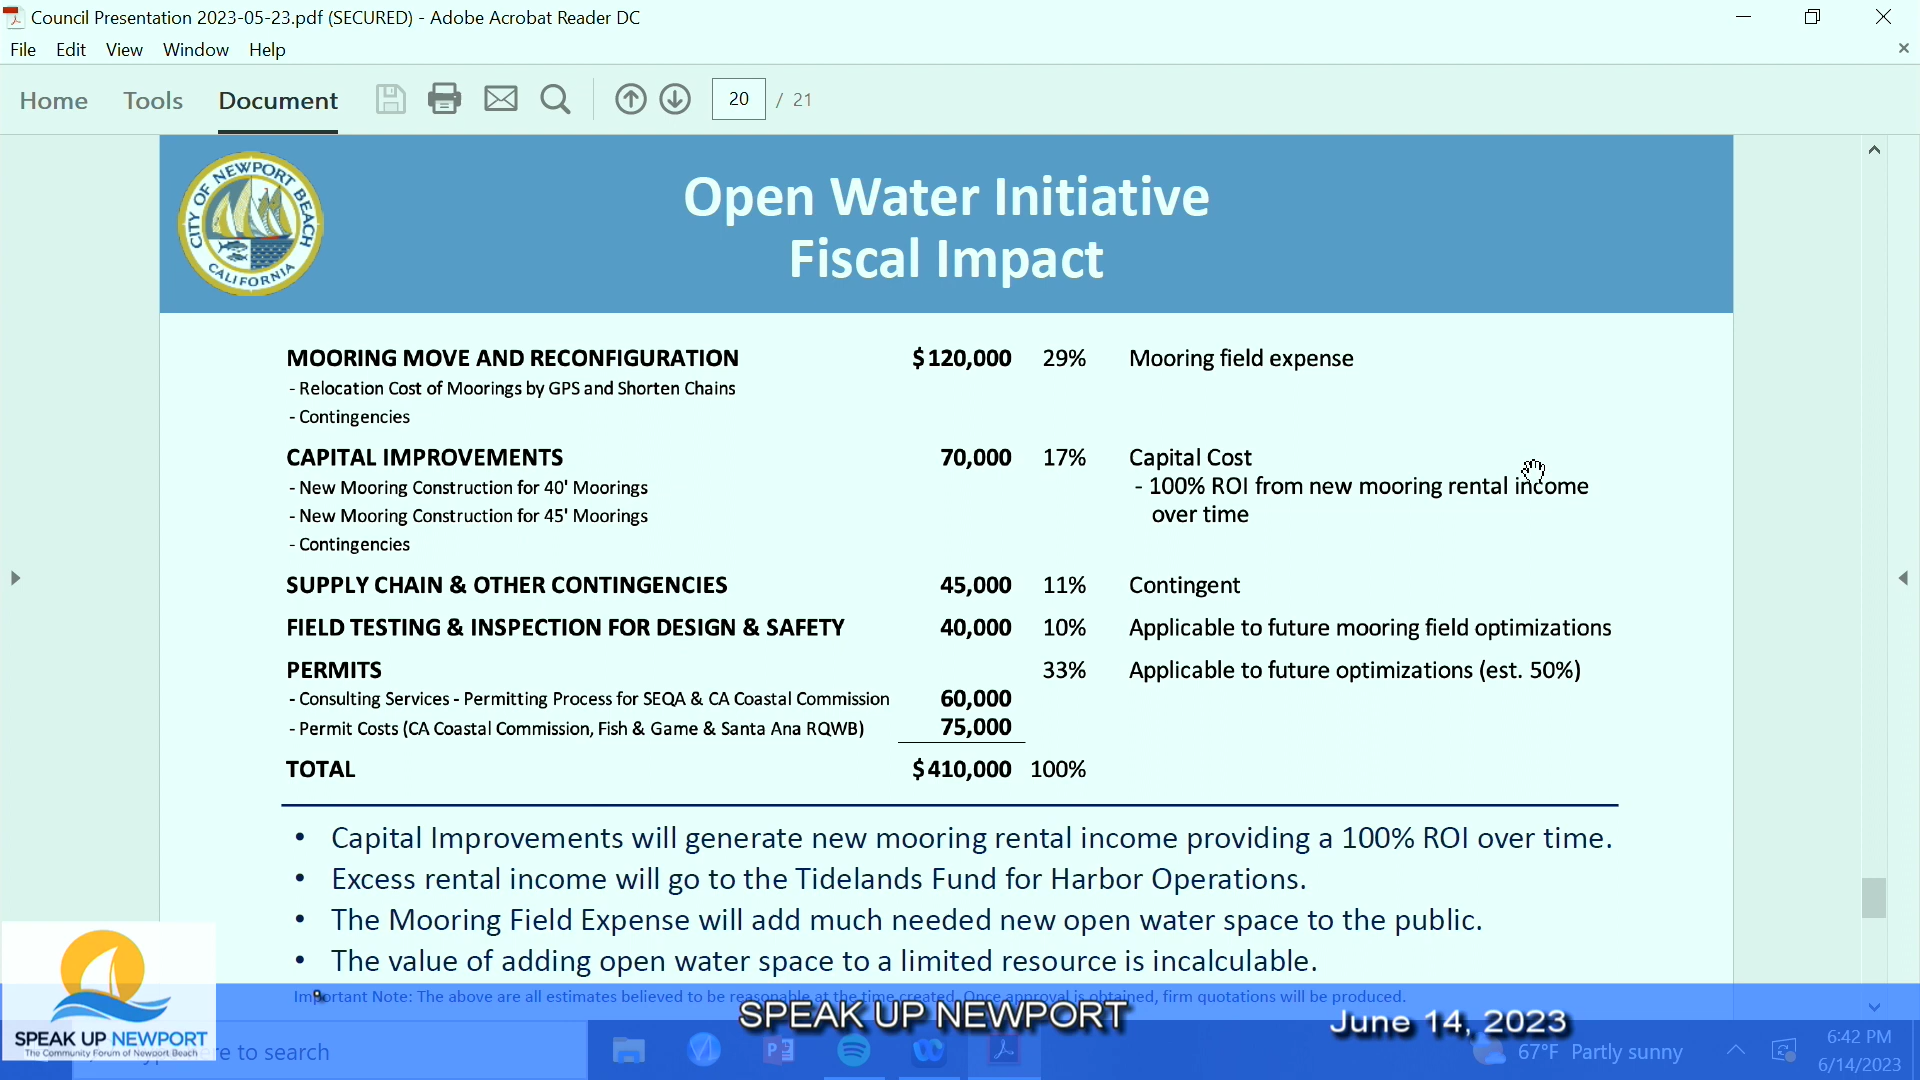 Council Presentation 2023-05-23.pdf (SECURED) - Adobe Acrobat Reader DC
File Edit View Window Help
Home Tools Document 20 / 21
CITY OF NEWPORT BEACH
CALIFORNIA
Open Water Initiative
Fiscal Impact
MOORING MOVE AND RECONFIGURATION $120,000 29% Mooring field expense
- Relocation Cost of Moorings by GPS and Shorten Chains
- Contingencies
CAPITAL IMPROVEMENTS 70,000 17% Capital Cost
- New Mooring Construction for 40' Moorings - 100% ROI from new mooring rental income
- New Mooring Construction for 45' Moorings over time
- Contingencies
SUPPLY CHAIN & OTHER CONTINGENCIES 45,000 11% Contingent
FIELD TESTING & INSPECTION FOR DESIGN & SAFETY 40,000 10% Applicable to future mooring field optimizations
PERMITS 33% Applicable to future optimizations (est. 50%)
- Consulting Services - Permitting Process for SEQA & CA Coastal Commission 60,000
- Permit Costs (CA Coastal Commission, Fish & Game & Santa Ana RQWB) 75,000
TOTAL $410,000 100%
• Capital Improvements will generate new mooring rental income providing a 100% ROI over time.
• Excess rental income will go to the Tidelands Fund for Harbor Operations.
• The Mooring Field Expense will add much needed new open water space to the public.
• The value of adding open water space to a limited resource is incalculable.
Important Note: The above are all estimates believed to be reasonable at the time created. Once approval is obtained, firm quotations will be produced.
SPEAK UP NEWPORT June 14, 2023
SPEAK UP NEWPORT
The Community Forum of Newport Beach
to search 67°F Partly sunny 6:42 PM
6/14/2023